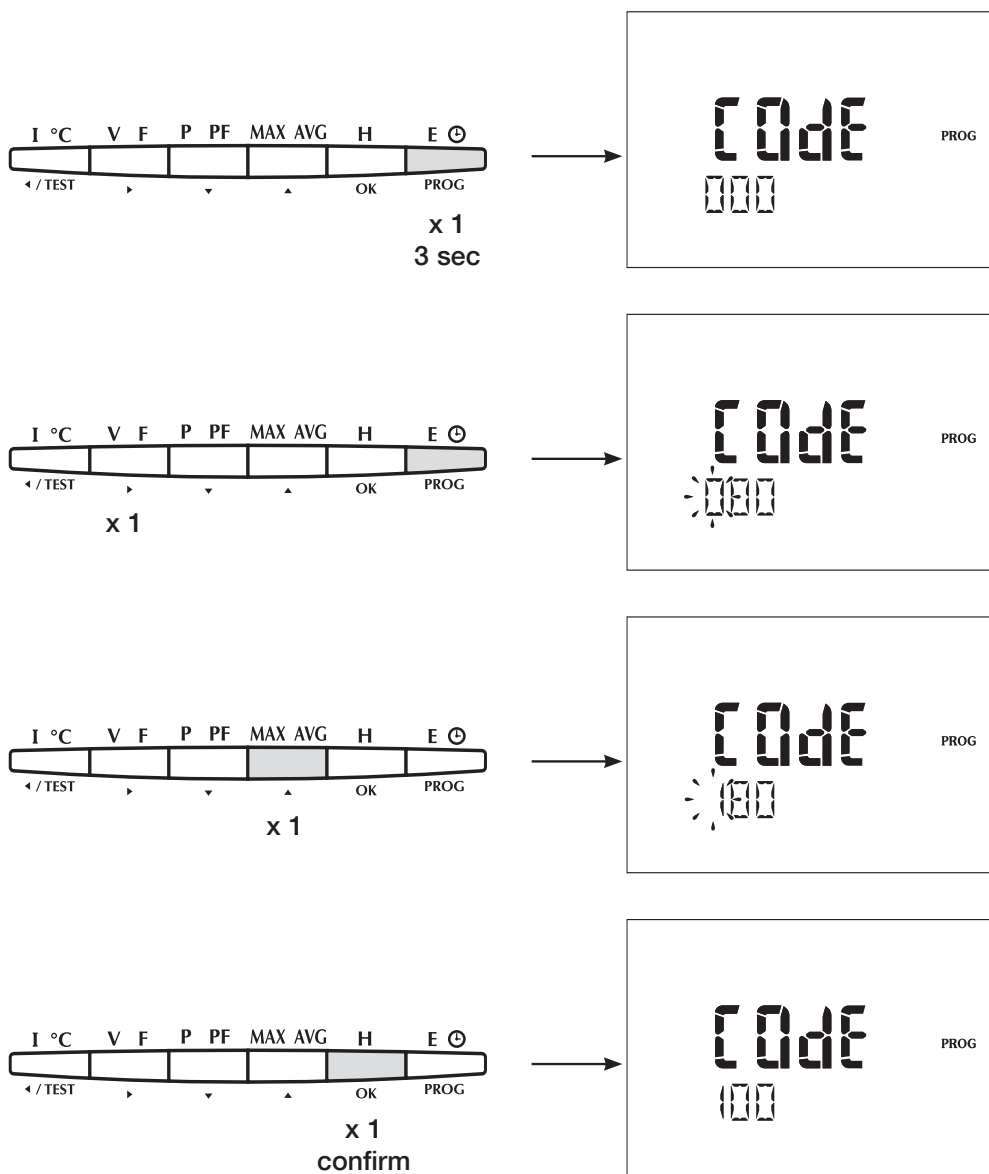 I °C V F P PF MAX AVG H E
/ TEST OK PROG
x 1
3 sec
COdE PROG
000
I °C V F P PF MAX AVG H E
/ TEST OK PROG
x 1
COdE PROG
000
I °C V F P PF MAX AVG H E
/ TEST OK PROG
x 1
COdE PROG
100
I °C V F P PF MAX AVG H E
/ TEST OK PROG
x 1
confirm
COdE PROG
100